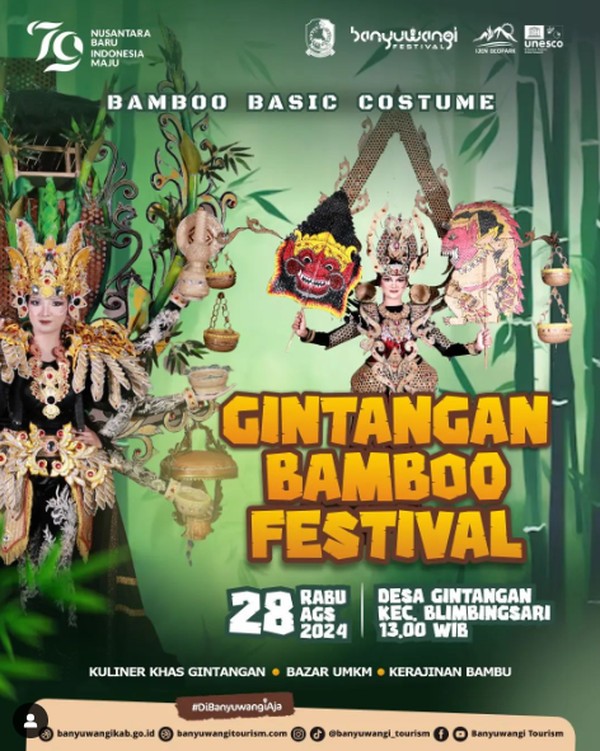 79 NUSANTARA
BARU
INDONESIA
MAJU
banyuwangi
FESTIVAL
IJEN GEOPARK
unesco
BAMBOO BASIC COSTUME
GINTANGAN
BAMBOO
FESTIVAL
28 RABU
AGS
2024
DESA GINTANGAN
KEC. BLIMBINGSARI
13.00 WIB
KULINER KHAS GINTANGAN • BAZAR UMKM • KERAJINAN BAMBU
#DiBanyuwangiAja
banyuwangikab.go.id banyuwangitourism.com @banyuwangi_tourism Banyuwangi Tourism